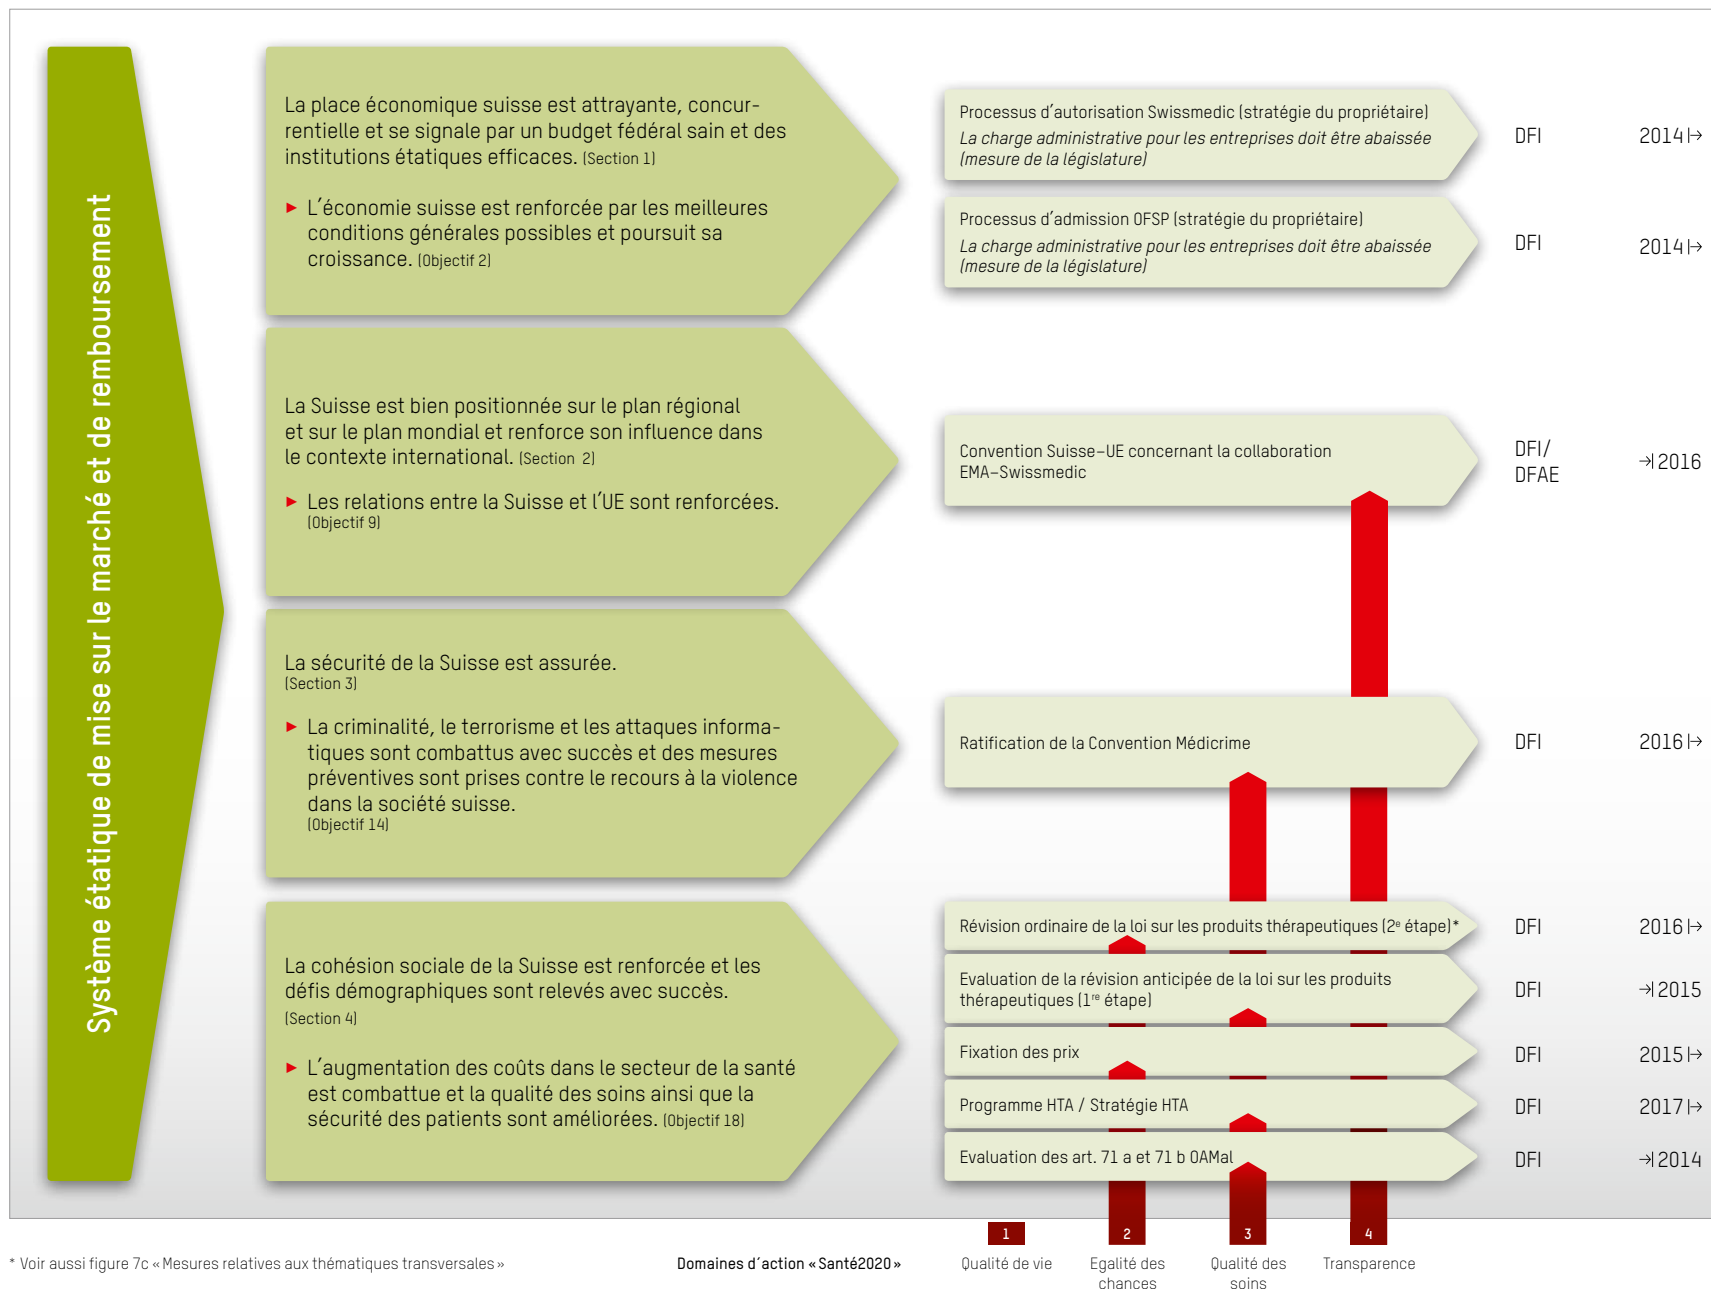 Système étatique de mise sur le marché et de remboursement
La place économique suisse est attrayante, concur-
rentielle et se signale par un budget fédéral sain et des
institutions étatiques efficaces. (Section 1)
► L’économie suisse est renforcée par les meilleures
conditions générales possibles et poursuit sa
croissance. (Objectif 2)
Processus d’autorisation Swissmedic (stratégie du propriétaire)
La charge administrative pour les entreprises doit être abaissée
(mesure de la législature)
DFI
2014 |→
Processus d’admission OFSP (stratégie du propriétaire)
La charge administrative pour les entreprises doit être abaissée
(mesure de la législature)
DFI
2014 |→
La Suisse est bien positionnée sur le plan régional
et sur le plan mondial et renforce son influence dans
le contexte international. (Section 2)
► Les relations entre la Suisse et l’UE sont renforcées.
(Objectif 9)
Convention Suisse–UE concernant la collaboration
EMA–Swissmedic
DFI/
DFAE
→| 2016
La sécurité de la Suisse est assurée.
(Section 3)
► La criminalité, le terrorisme et les attaques informa-
tiques sont combattus avec succès et des mesures
préventives sont prises contre le recours à la violence
dans la société suisse.
(Objectif 14)
Ratification de la Convention Médicrime
DFI
2016 |→
La cohésion sociale de la Suisse est renforcée et les
défis démographiques sont relevés avec succès.
(Section 4)
► L’augmentation des coûts dans le secteur de la santé
est combattue et la qualité des soins ainsi que la
sécurité des patients sont améliorées. (Objectif 18)
Révision ordinaire de la loi sur les produits thérapeutiques (2e étape)*
DFI
2016 |→
Evaluation de la révision anticipée de la loi sur les produits
thérapeutiques (1re étape)
DFI
→| 2015
Fixation des prix
DFI
2015 |→
Programme HTA / Stratégie HTA
DFI
2017 |→
Evaluation des art. 71 a et 71 b OAMal
DFI
→| 2014
* Voir aussi figure 7c «Mesures relatives aux thématiques transversales»
Domaines d’action «Santé2020»
1
Qualité de vie
2
Egalité des
chances
3
Qualité des
soins
4
Transparence